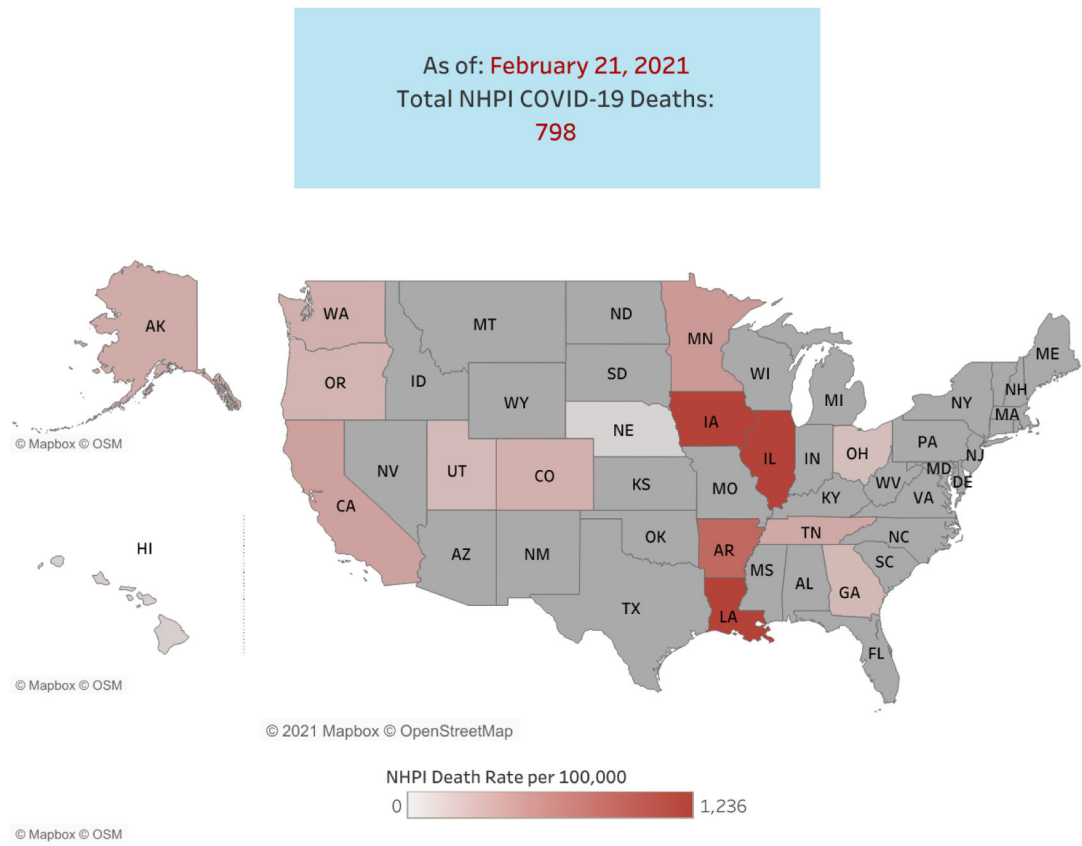 As of: February 21, 2021
Total NHPI COVID-19 Deaths:
798
AK
© Mapbox © OSM
HI
© Mapbox © OSM
WA
MT
ND
MN
ME
OR
ID
SD
WI
MI
NH
WY
NY
MA
IA
NE
PA
NV
UT
CO
IL
IN
OH
NJ
MD
DE
KS
MO
WV
VA
CA
KY
AZ
NM
OK
AR
TN
NC
MS
AL
SC
GA
TX
LA
FL
© 2021 Mapbox © OpenStreetMap
NHPI Death Rate per 100,000
0 1,236
© Mapbox © OSM